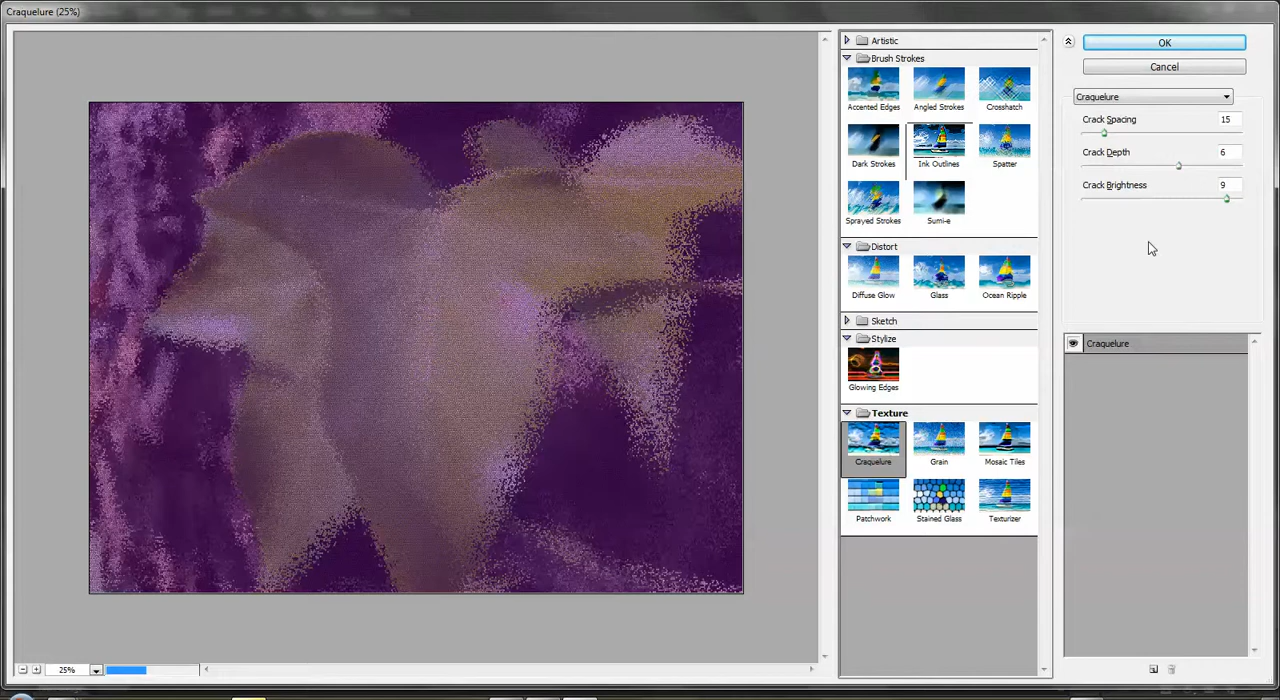 Craquelure (25%)
Artistic
Brush Strokes
Accented Edges
Angled Strokes
Crosshatch
Dark Strokes
Ink Outlines
Spatter
Sprayed Strokes
Sumi-e
Distort
Diffuse Glow
Glass
Ocean Ripple
Sketch
Stylize
Glowing Edges
Texture
Craquelure
Grain
Mosaic Tiles
Patchwork
Stained Glass
Texturizer
OK
Cancel
Craquelure
Crack Spacing 15
Crack Depth 6
Crack Brightness 9
Craquelure
25%